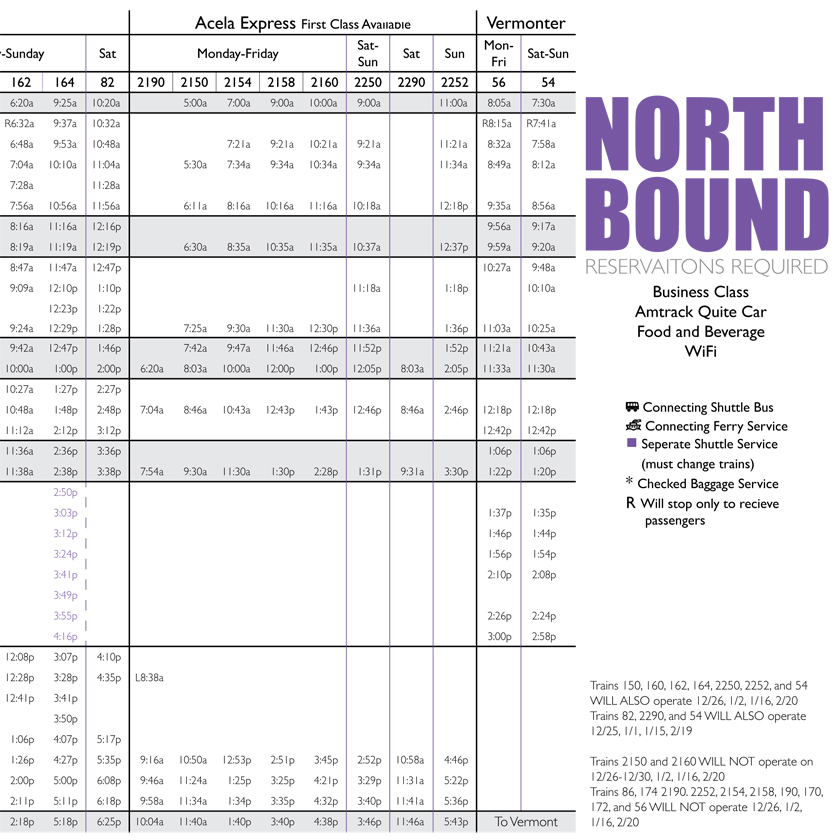 Acela Express First Class Available Vermonter
-Sunday Sat Monday-Friday Sat-Sun Sat Sun Mon-Fri Sat-Sun
162 164 82 2190 2150 2154 2158 2160 2250 2290 2252 56 54
6:20a 9:25a 10:20a 5:00a 7:00a 9:00a 10:00a 9:00a 11:00a 8:05a 7:30a
R6:32a 9:37a 10:32a R8:15a R7:41a
6:48a 9:53a 10:48a 7:21a 9:21a 10:21a 9:21a 11:21a 8:32a 7:58a
7:04a 10:10a 11:04a 5:30a 7:34a 9:34a 10:34a 9:34a 11:34a 8:49a 8:12a
7:28a 11:28a
7:56a 10:56a 11:56a 6:11a 8:16a 10:16a 11:16a 10:18a 12:18p 9:35a 8:56a
8:16a 11:16a 12:16p 9:56a 9:17a
8:19a 11:19a 12:19p 6:30a 8:35a 10:35a 11:35a 10:37a 12:37p 9:59a 9:20a
8:47a 11:47a 12:47p 10:27a 9:48a
9:09a 12:10p 1:10p 11:18a 1:18p 10:10a
12:23p 1:22p
9:24a 12:29p 1:28p 7:25a 9:30a 11:30a 12:30p 11:36a 1:36p 11:03a 10:25a
9:42a 12:47p 1:46p 7:42a 9:47a 11:46a 12:46p 11:52p 1:52p 11:21a 10:43a
10:00a 1:00p 2:00p 6:20a 8:03a 10:00a 12:00p 1:00p 12:05p 8:03a 2:05p 11:33a 11:30a
10:27a 1:27p 2:27p
10:48a 1:48p 2:48p 7:04a 8:46a 10:43a 12:43p 1:43p 12:46p 8:46a 2:46p 12:18p 12:18p
11:12a 2:12p 3:12p 12:42p 12:42p
11:36a 2:36p 3:36p 1:06p 1:06p
11:38a 2:38p 3:38p 7:54a 9:30a 11:30a 1:30p 2:28p 1:31p 9:31a 3:30p 1:22p 1:20p
2:50p
3:03p 1:37p 1:35p
3:12p 1:46p 1:44p
3:24p 1:56p 1:54p
3:41p 2:10p 2:08p
3:49p
3:55p 2:26p 2:24p
4:16p 3:00p 2:58p
12:08p 3:07p 4:10p
12:28p 3:28p 4:35p L8:38a
12:41p 3:41p
3:50p
1:06p 4:07p 5:17p
1:26p 4:27p 5:35p 9:16a 10:50a 12:53p 2:51p 3:45p 2:52p 10:58a 4:46p
2:00p 5:00p 6:08p 9:46a 11:24a 1:25p 3:25p 4:21p 3:29p 11:31a 5:22p
2:11p 5:11p 6:18p 9:58a 11:34a 1:34p 3:35p 4:32p 3:40p 11:41a 5:36p
2:18p 5:18p 6:25p 10:04a 11:40a 1:40p 3:40p 4:38p 3:46p 11:46a 5:43p To Vermont
NORTH
BOUND
RESERVAITONS REQUIRED
Business Class
Amtrack Quite Car
Food and Beverage
WiFi
Connecting Shuttle Bus
Connecting Ferry Service
Seperate Shuttle Service
(must change trains)
* Checked Baggage Service
R Will stop only to recieve
passengers
Trains 150, 160, 162, 164, 2250, 2252, and 54
WILL ALSO operate 12/26, 1/2, 1/16, 2/20
Trains 82, 2290, and 54 WILL ALSO operate
12/25, 1/1, 1/15, 2/19
Trains 2150 and 2160 WILL NOT operate on
12/26-12/30, 1/2, 1/16, 2/20
Trains 86, 174 2190, 2252, 2154, 2158, 190, 170,
172, and 56 WILL NOT operate 12/26, 1/2,
1/16, 2/20